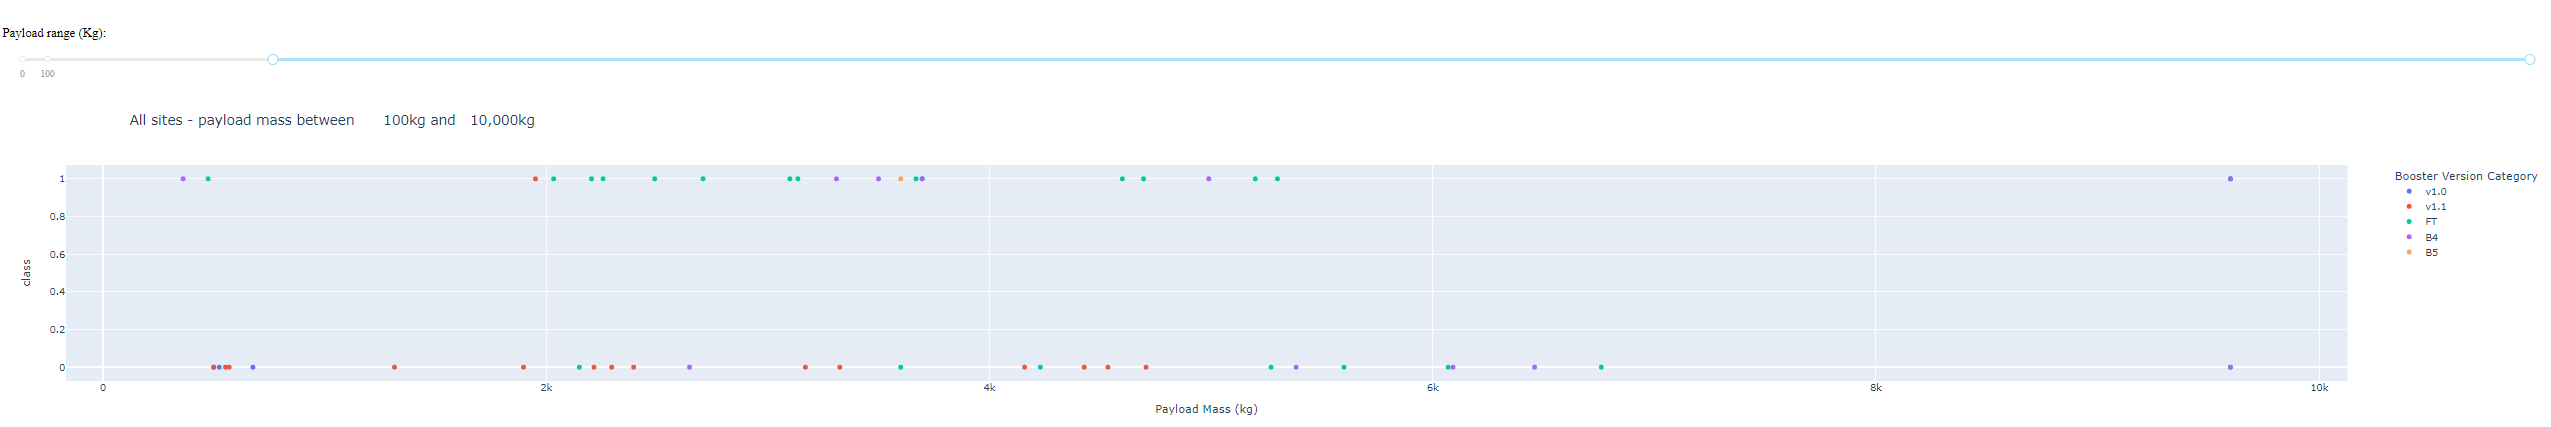 Payload range (Kg):
0 100
All sites - payload mass between 100kg and 10,000kg
1
0.8
0.6
0.4
0.2
0
class
0 2k 4k 6k 8k 10k
Payload Mass (kg)
Booster Version Category
v1.0
v1.1
FT
B4
B5